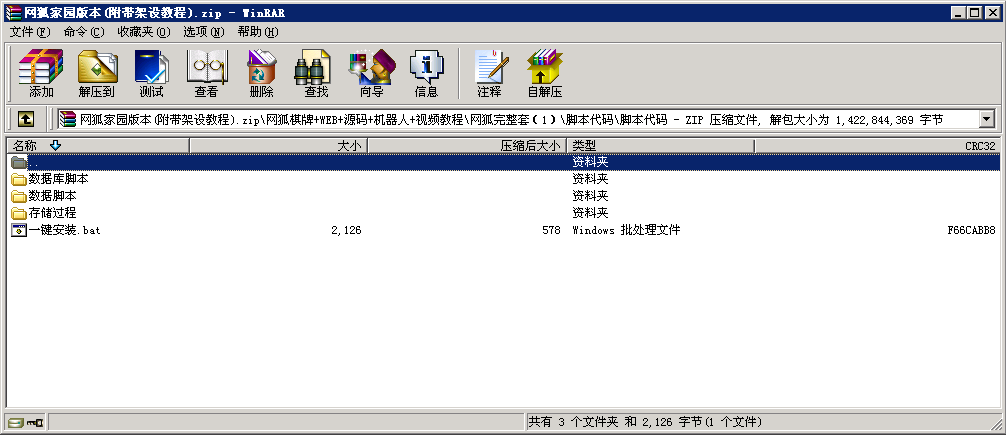 网狐家园版本(附带架设教程).zip - WinRAR
文件(F) 命令(C) 收藏夹(O) 选项(N) 帮助(H)
添加 解压到 测试 查看 删除 查找 向导 信息 注释 自解压
网狐家园版本(附带架设教程).zip\网狐棋牌+WEB+源码+机器人+视频教程\网狐完整套(1)\脚本代码\脚本代码 - ZIP 压缩文件, 解包大小为 1,422,844,369 字节
名称 大小 压缩后大小 类型 CRC32
.. 资料夹
数据库脚本 资料夹
数据脚本 资料夹
存储过程 资料夹
一键安装.bat 2,126 578 Windows 批处理文件 F66CABB8
共有 3 个文件夹 和 2,126 字节(1 个文件)